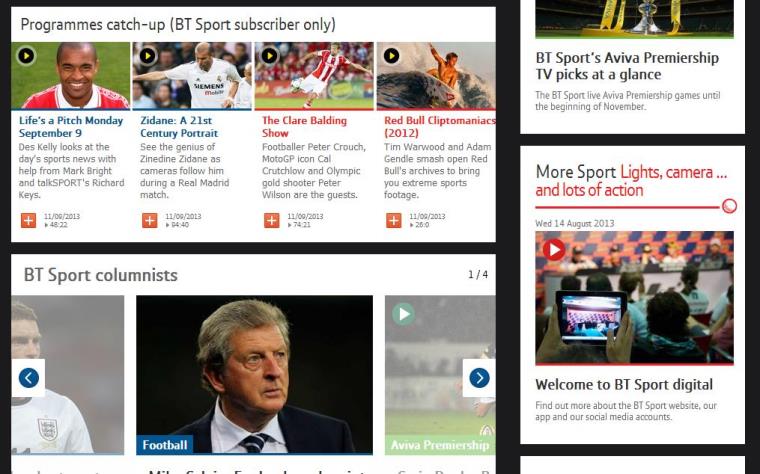 Programmes catch-up (BT Sport subscriber only)
Life's a Pitch Monday
September 9
Des Kelly looks at the
day's sports news with
help from Mark Bright
and talkSPORT's Richard
Keys.
11/09/2013
48:22
SIEMENS
mobile
Zidane: A 21st
Century Portrait
See the genius of
Zinedine Zidane as
cameras follow him
during a Real Madrid
match.
11/09/2013
94:40
The Clare Balding
Show
Footballer Peter Crouch,
MotoGP icon Cal
Crutchlow and Olympic
gold shooter Peter
Wilson are the guests.
11/09/2013
74:21
Red Bull Cliptomaniacs
(2012)
Tim Warwood and Adam
Gendle smash open Red
Bull's archives to bring
you extreme sports
footage.
11/09/2013
26:0
BT Sport columnists
1 / 4
Football
Aviva Premiership
BT Sport's Aviva Premiership
TV picks at a glance
The BT Sport live Aviva Premiership games until
the beginning of November.
More Sport Lights, camera ...
and lots of action
Wed 14 August 2013
Welcome to BT Sport digital
Find out more about the BT Sport website, our
app and our social media accounts.